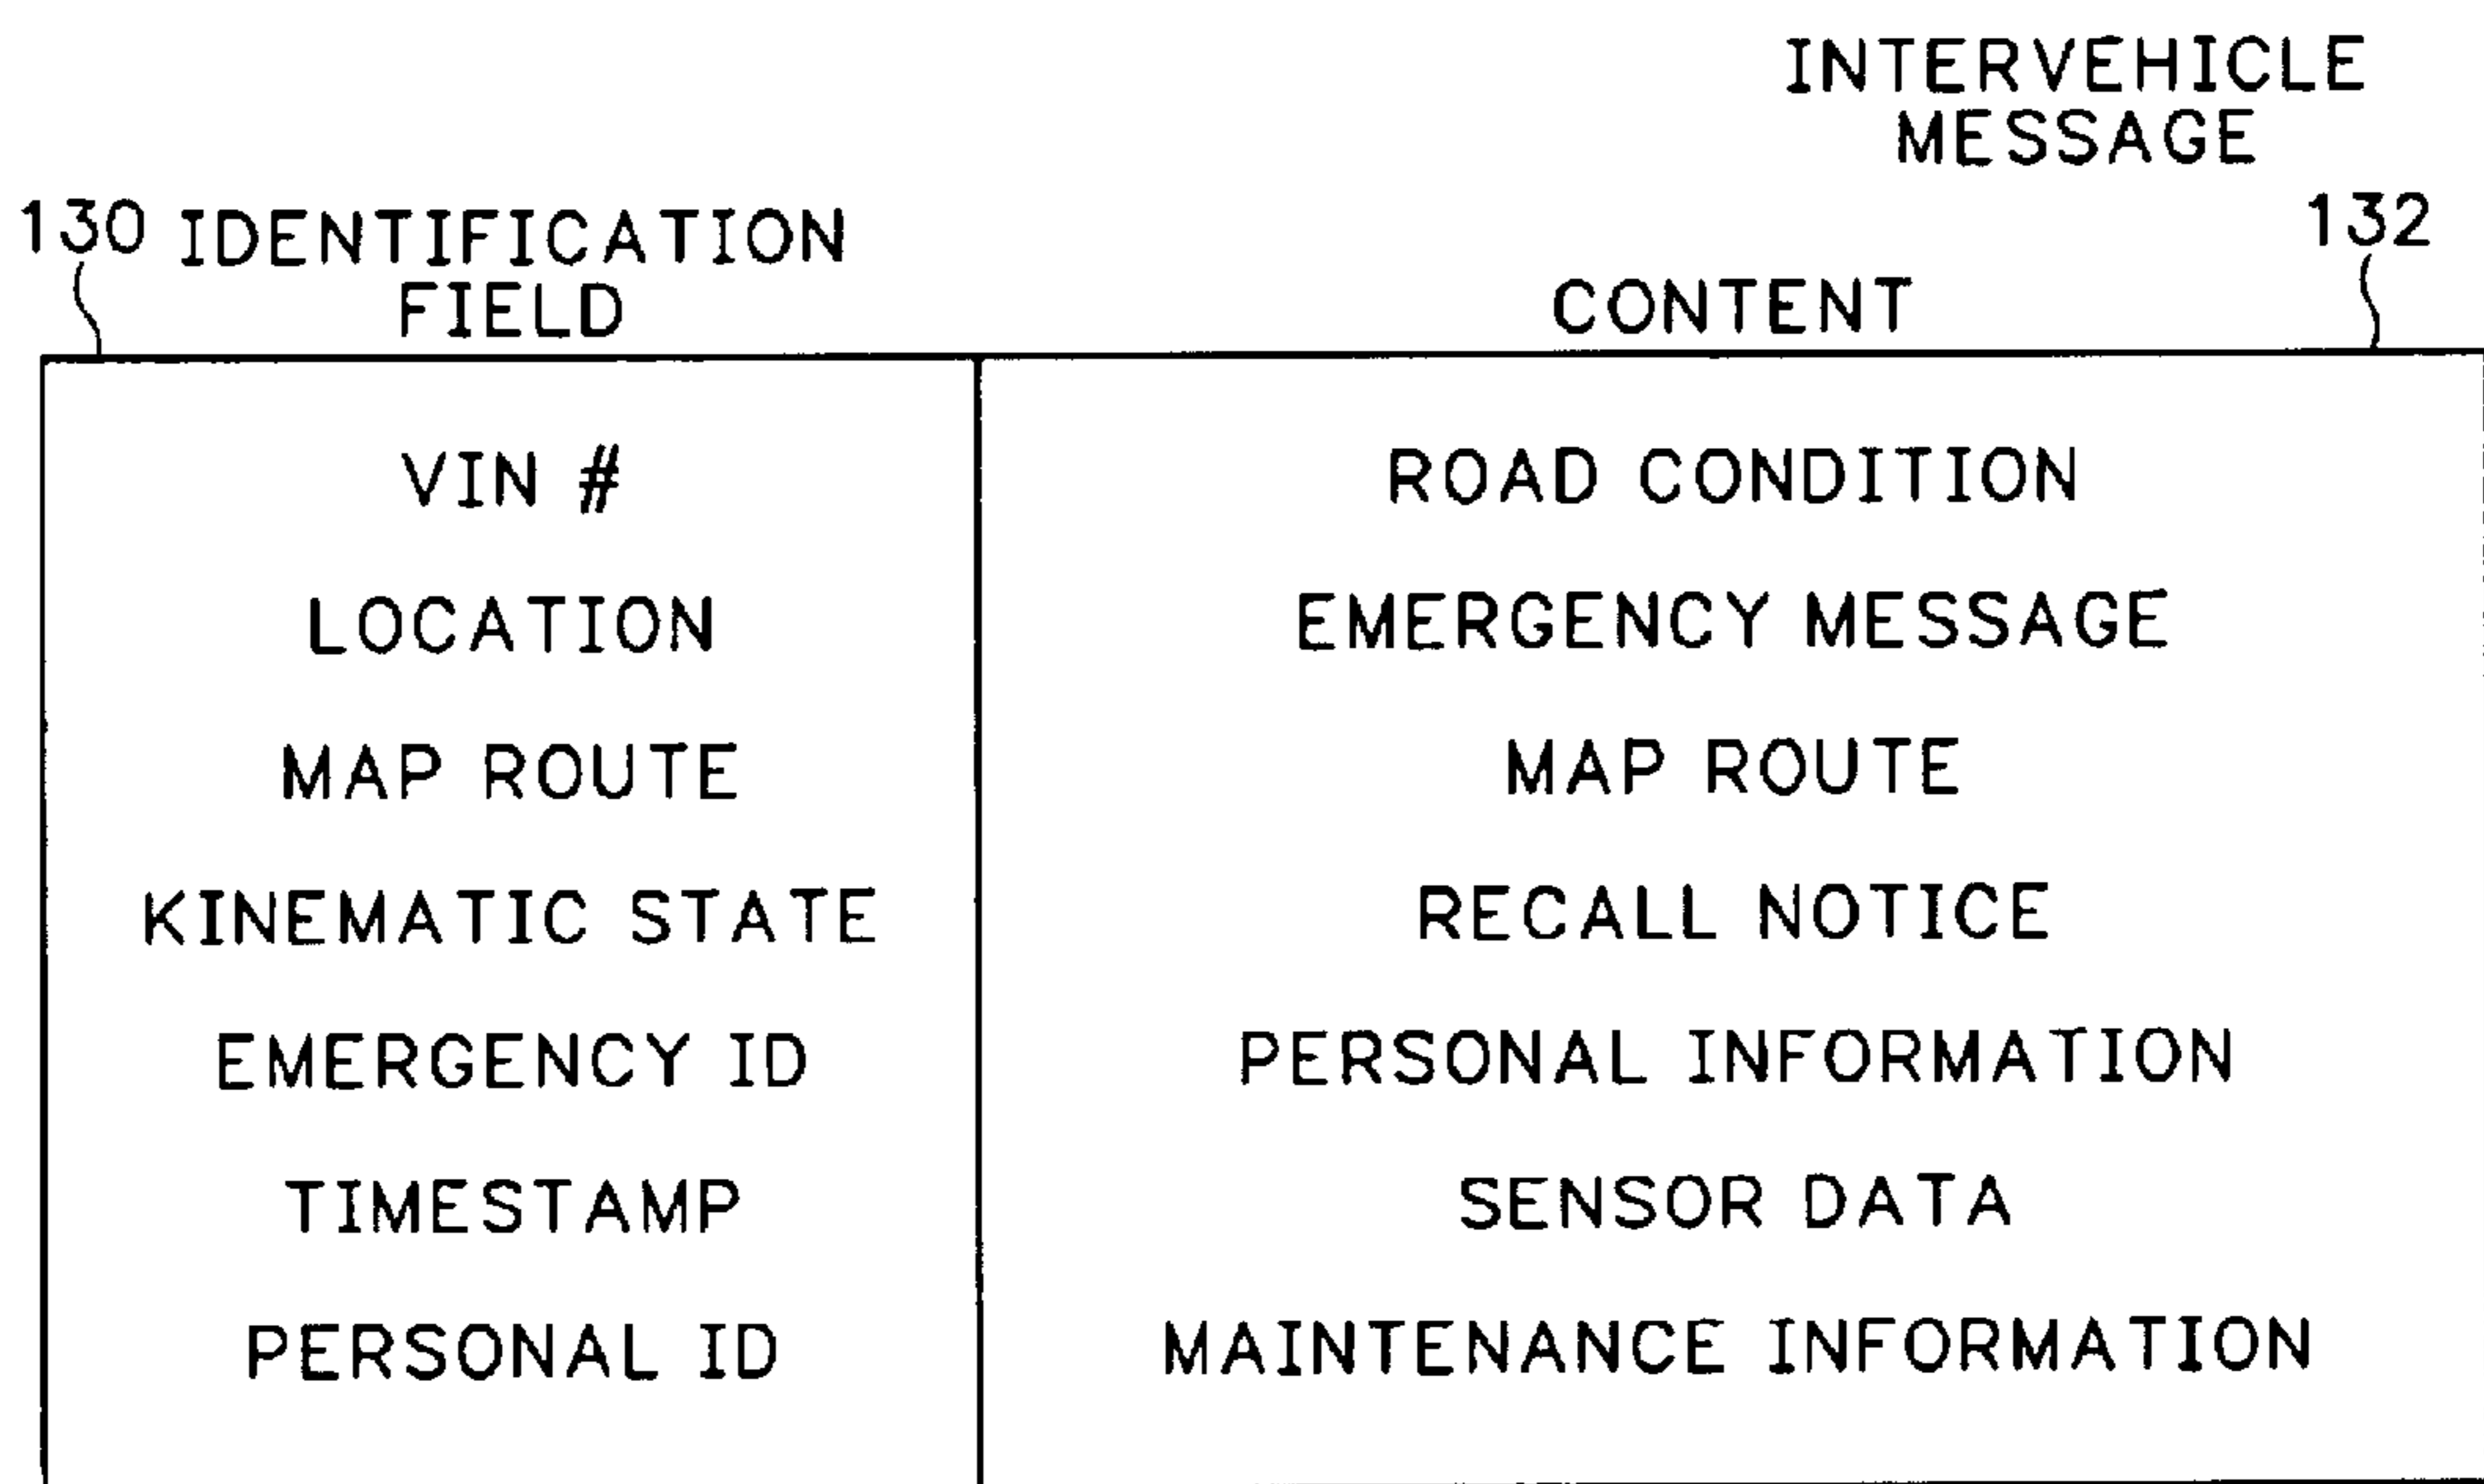 INTERVEHICLE
MESSAGE
130 IDENTIFICATION
FIELD
CONTENT
132
VIN #
LOCATION
MAP ROUTE
KINEMATIC STATE
EMERGENCY ID
TIMESTAMP
PERSONAL ID
ROAD CONDITION
EMERGENCY MESSAGE
MAP ROUTE
RECALL NOTICE
PERSONAL INFORMATION
SENSOR DATA
MAINTENANCE INFORMATION